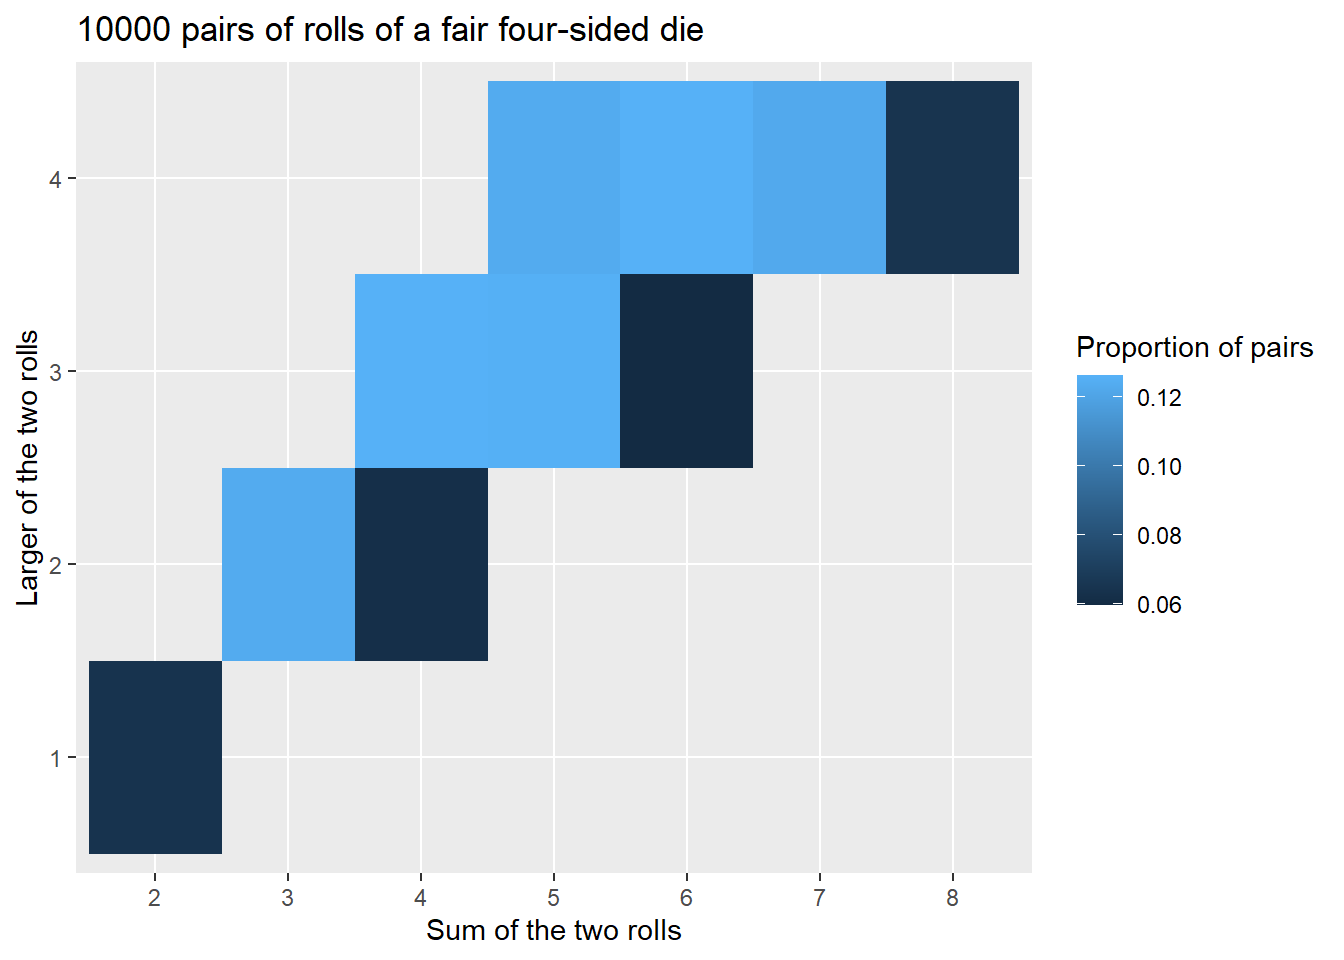 10000 pairs of rolls of a fair four-sided die
Larger of the two rolls
4
3
2
1
2 3 4 5 6 7 8
Sum of the two rolls
Proportion of pairs
0.12
0.10
0.08
0.06